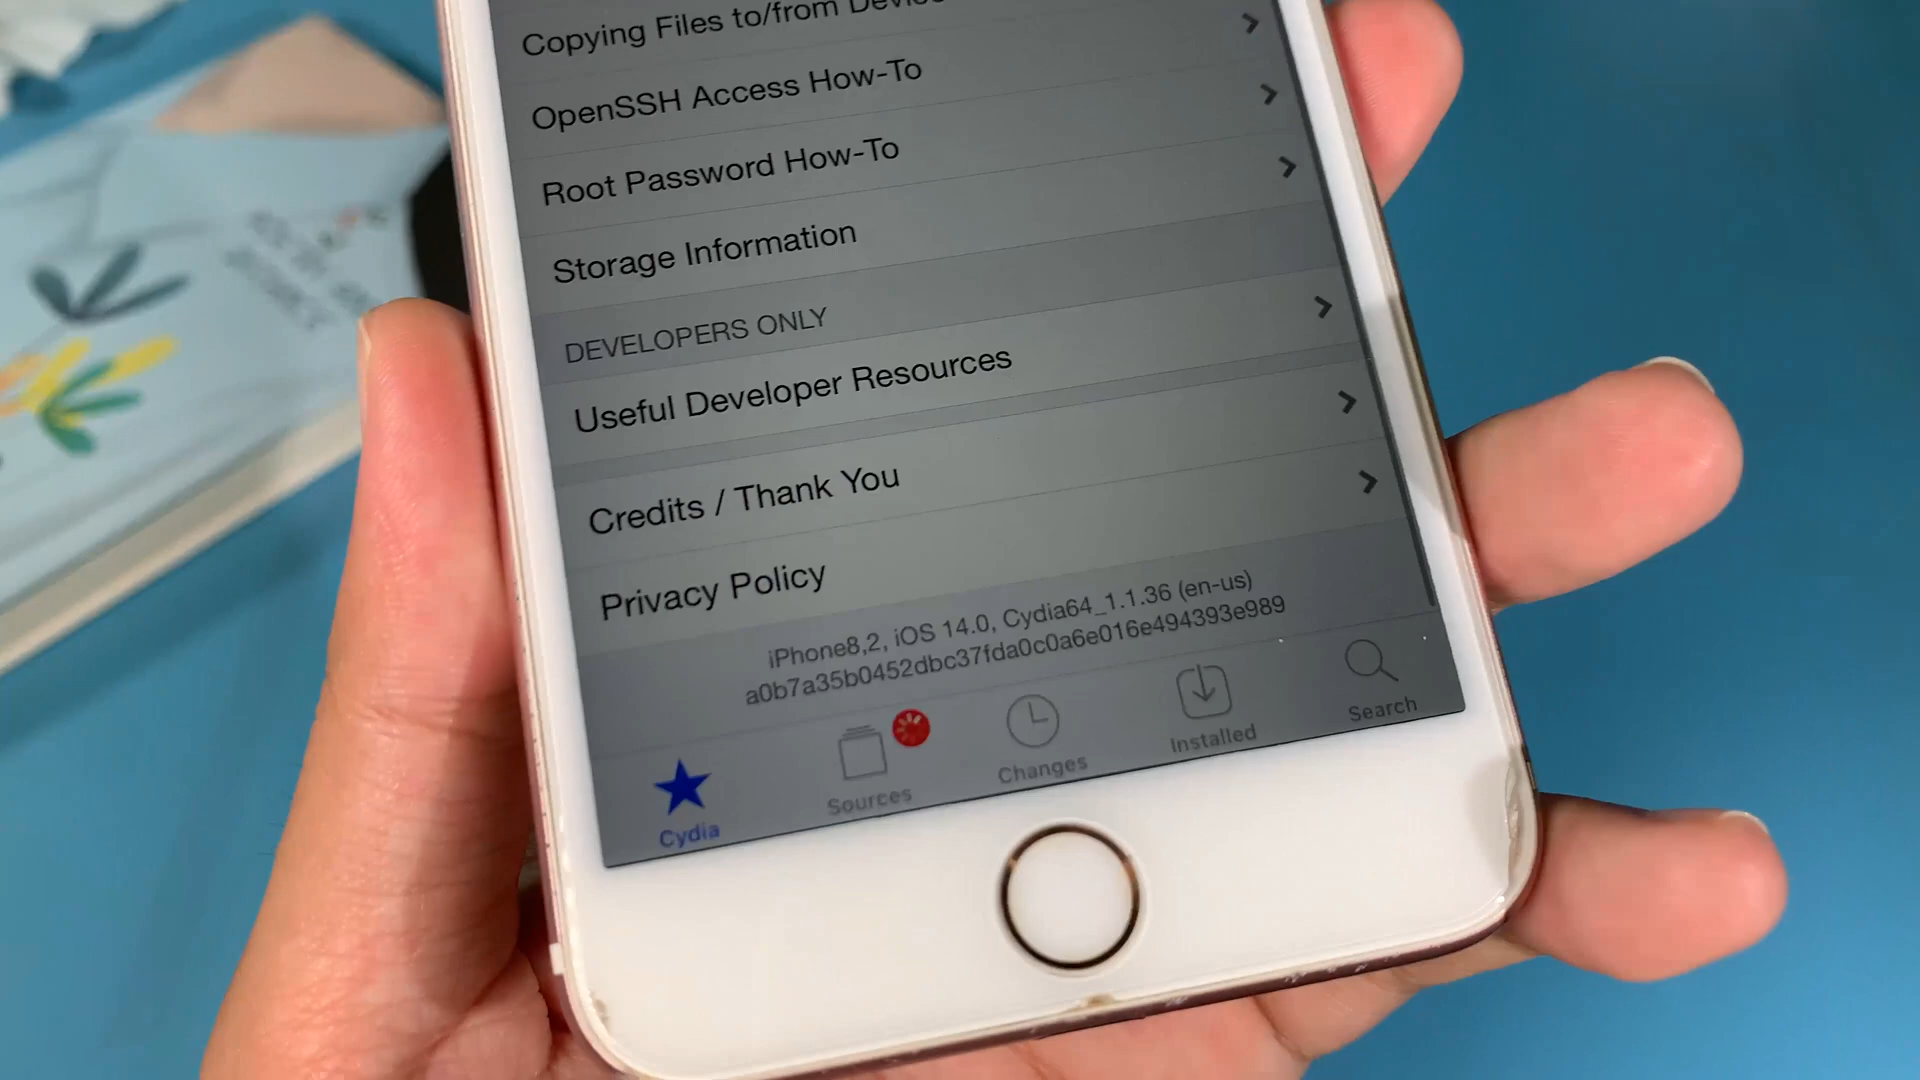 Copying Files to/from Device
OpenSSH Access How-To
Root Password How-To
Storage Information
DEVELOPERS ONLY
Useful Developer Resources
Credits / Thank You
Privacy Policy
iPhone8,2, iOS 14.0, Cydia64_1.1.36 (en-us)
a0b7a35b0452dbc37fda0c0a6e016e494393e989
Cydia
Sources
Changes
Installed
Search